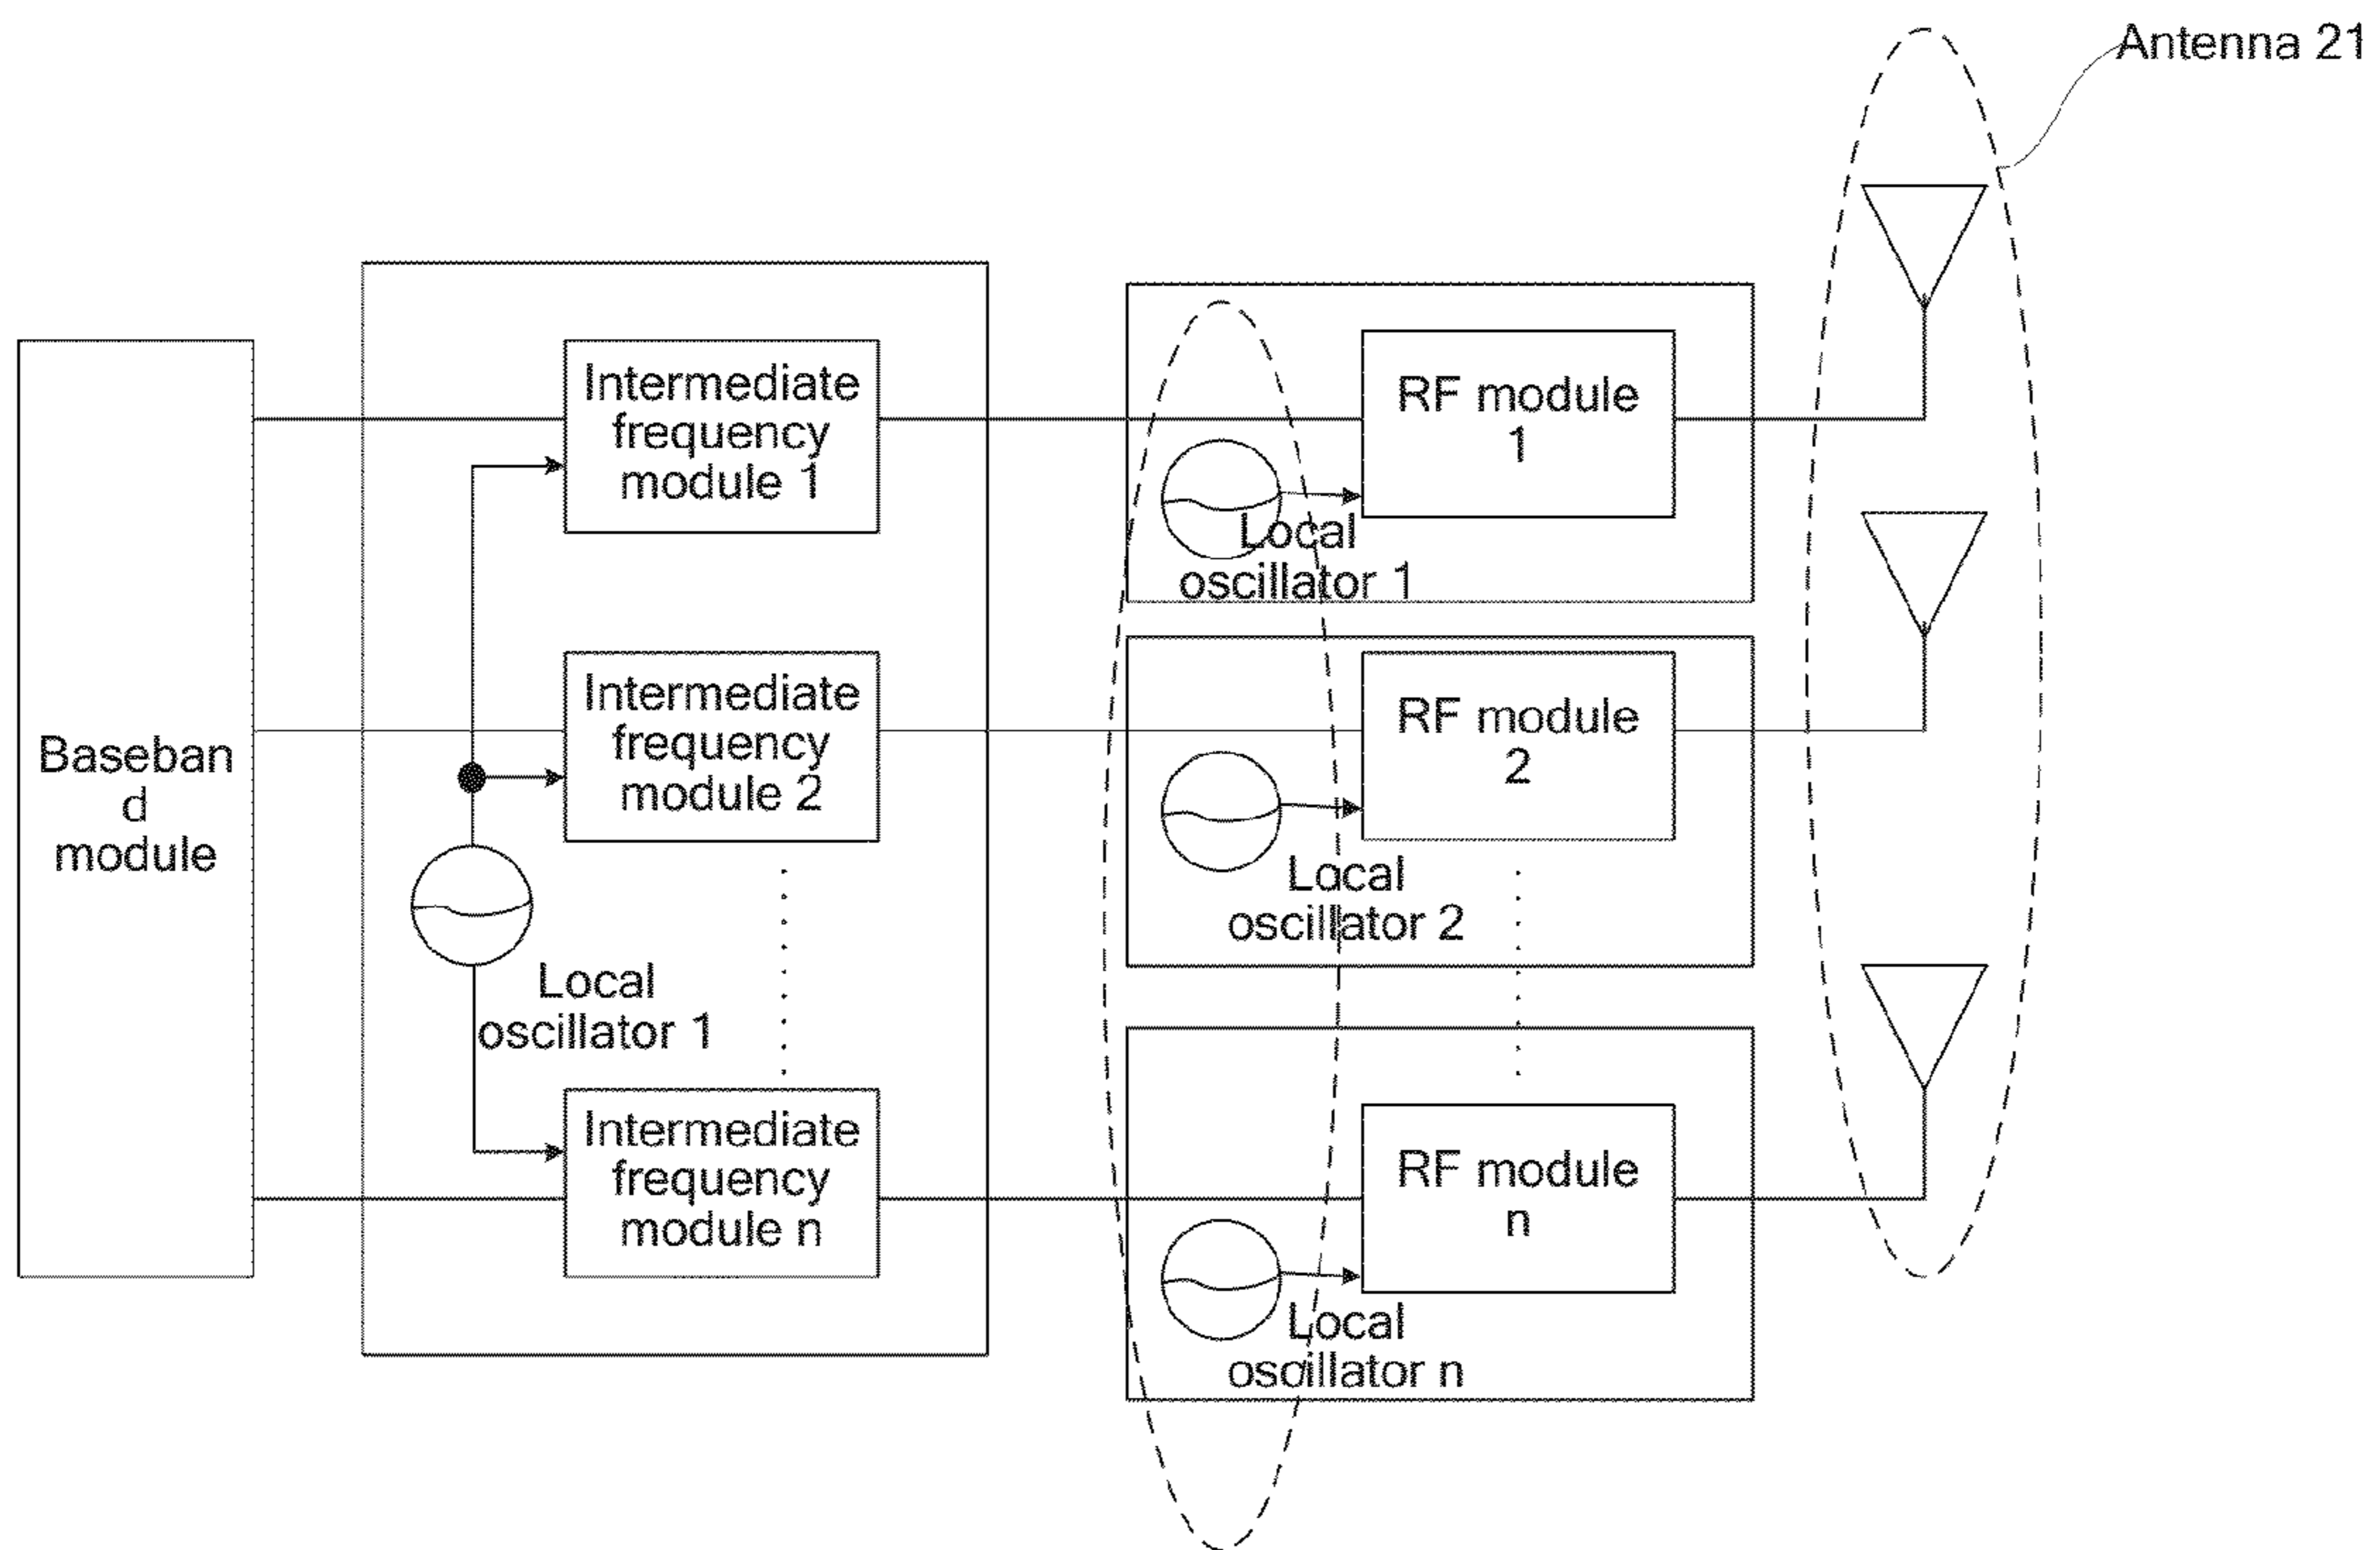 Antenna 21
Intermediate
frequency
module 1
RF module
1
Local
oscillator 1
Intermediate
frequency
module 2
RF module
2
Baseban
d
module
Local
oscillator 2
Local
oscillator 1
Intermediate
frequency
module n
RF module
n
Local
oscillator n